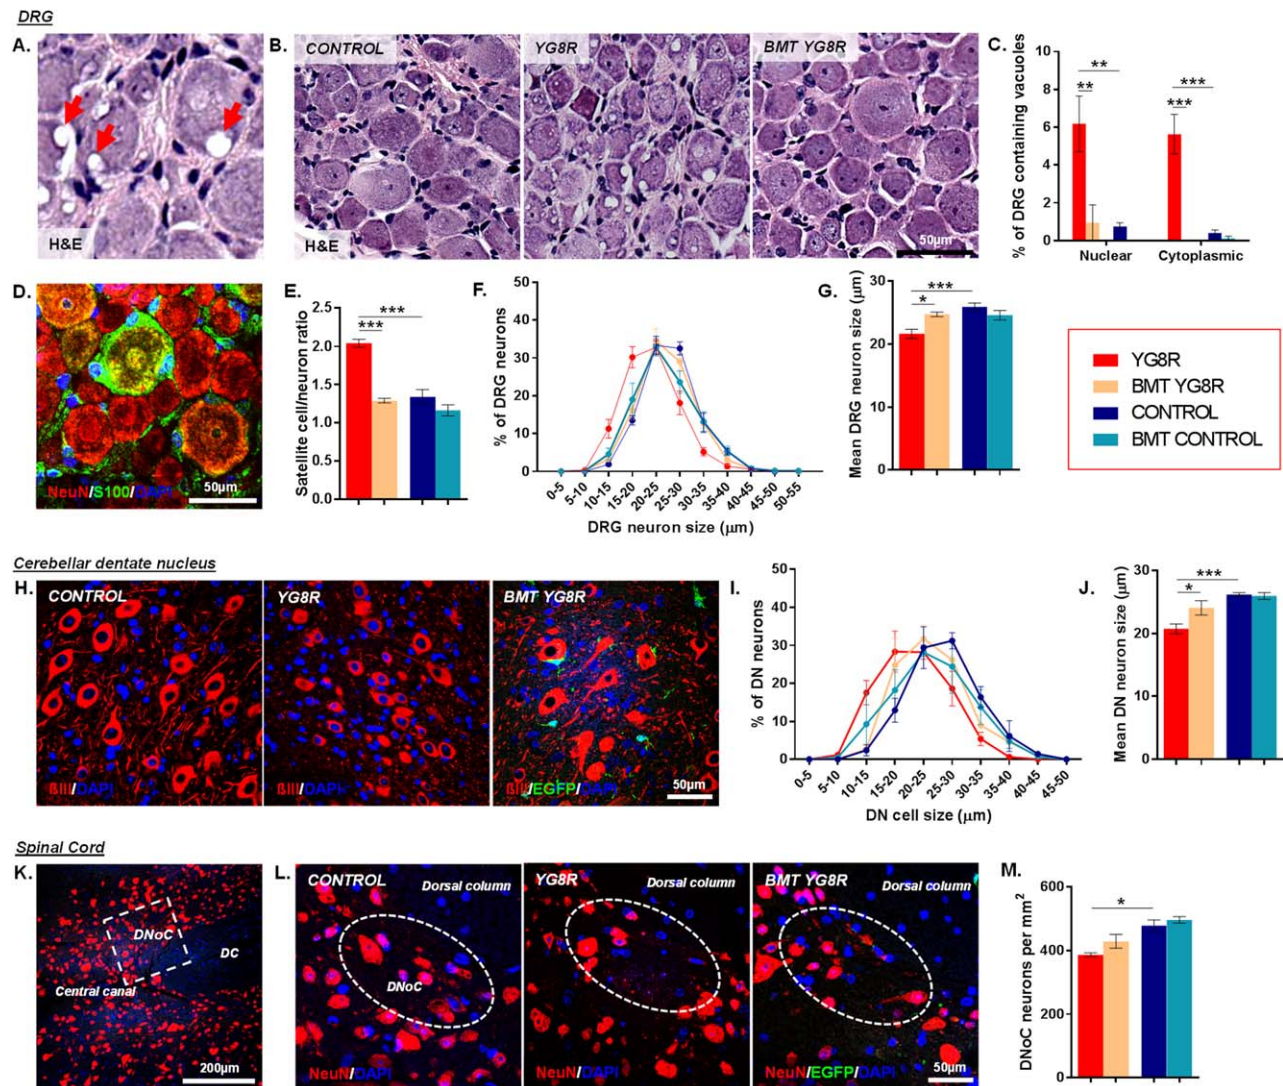 DRG
A.
H&E
B.
CONTROL
YG8R
BMT YG8R
H&E
50µm
C.
% of DRG containing vacuoles
10
8
6
4
2
0
**
**
***
***
Nuclear
Cytoplasmic
D.
NeuN/S100/DAPI
50µm
E.
Satellite cell/neuron ratio
2.5
2.0
1.5
1.0
0.5
0.0
***
***
F.
% of DRG neurons
50
40
30
20
10
0
0-5
5-10
10-15
15-20
20-25
25-30
30-35
35-40
40-45
45-50
50-55
DRG neuron size (µm)
G.
Mean DRG neuron size (µm)
30
20
10
0
***
*
YG8R
BMT YG8R
CONTROL
BMT CONTROL
Cerebellar dentate nucleus
H.
CONTROL
YG8R
BMT YG8R
ßIII/DAPI
ßIII/DAPI
ßIII/EGFP/DAPI
50µm
I.
% of DN neurons
50
40
30
20
10
0
0-5
5-10
10-15
15-20
20-25
25-30
30-35
35-40
40-45
45-50
DN cell size (µm)
J.
Mean DN neuron size (µm)
30
20
10
0
***
*
Spinal Cord
K.
DNoC
DC
Central canal
200µm
L.
CONTROL
Dorsal column
DNoC
NeuN/DAPI
YG8R
Dorsal column
NeuN/DAPI
BMT YG8R
Dorsal column
NeuN/EGFP/DAPI
50µm
M.
DNoC neurons per mm²
600
400
200
0
*